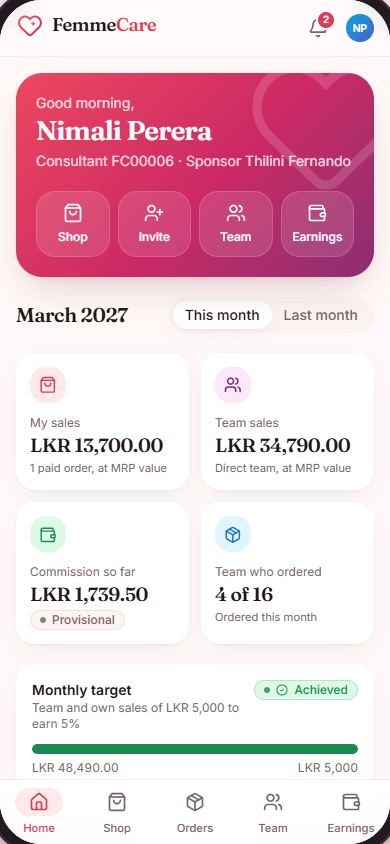 FemmeCare
2
NP
Good morning,
Nimali Perera
Consultant FC00006 · Sponsor Thilini Fernando
Shop
Invite
Team
Earnings
March 2027
This month
Last month
My sales
LKR 13,700.00
1 paid order, at MRP value
Team sales
LKR 34,790.00
Direct team, at MRP value
Commission so far
LKR 1,739.50
Provisional
Team who ordered
4 of 16
Ordered this month
Monthly target
Achieved
Team and own sales of LKR 5,000 to
earn 5%
LKR 48,490.00
LKR 5,000
Home
Shop
Orders
Team
Earnings